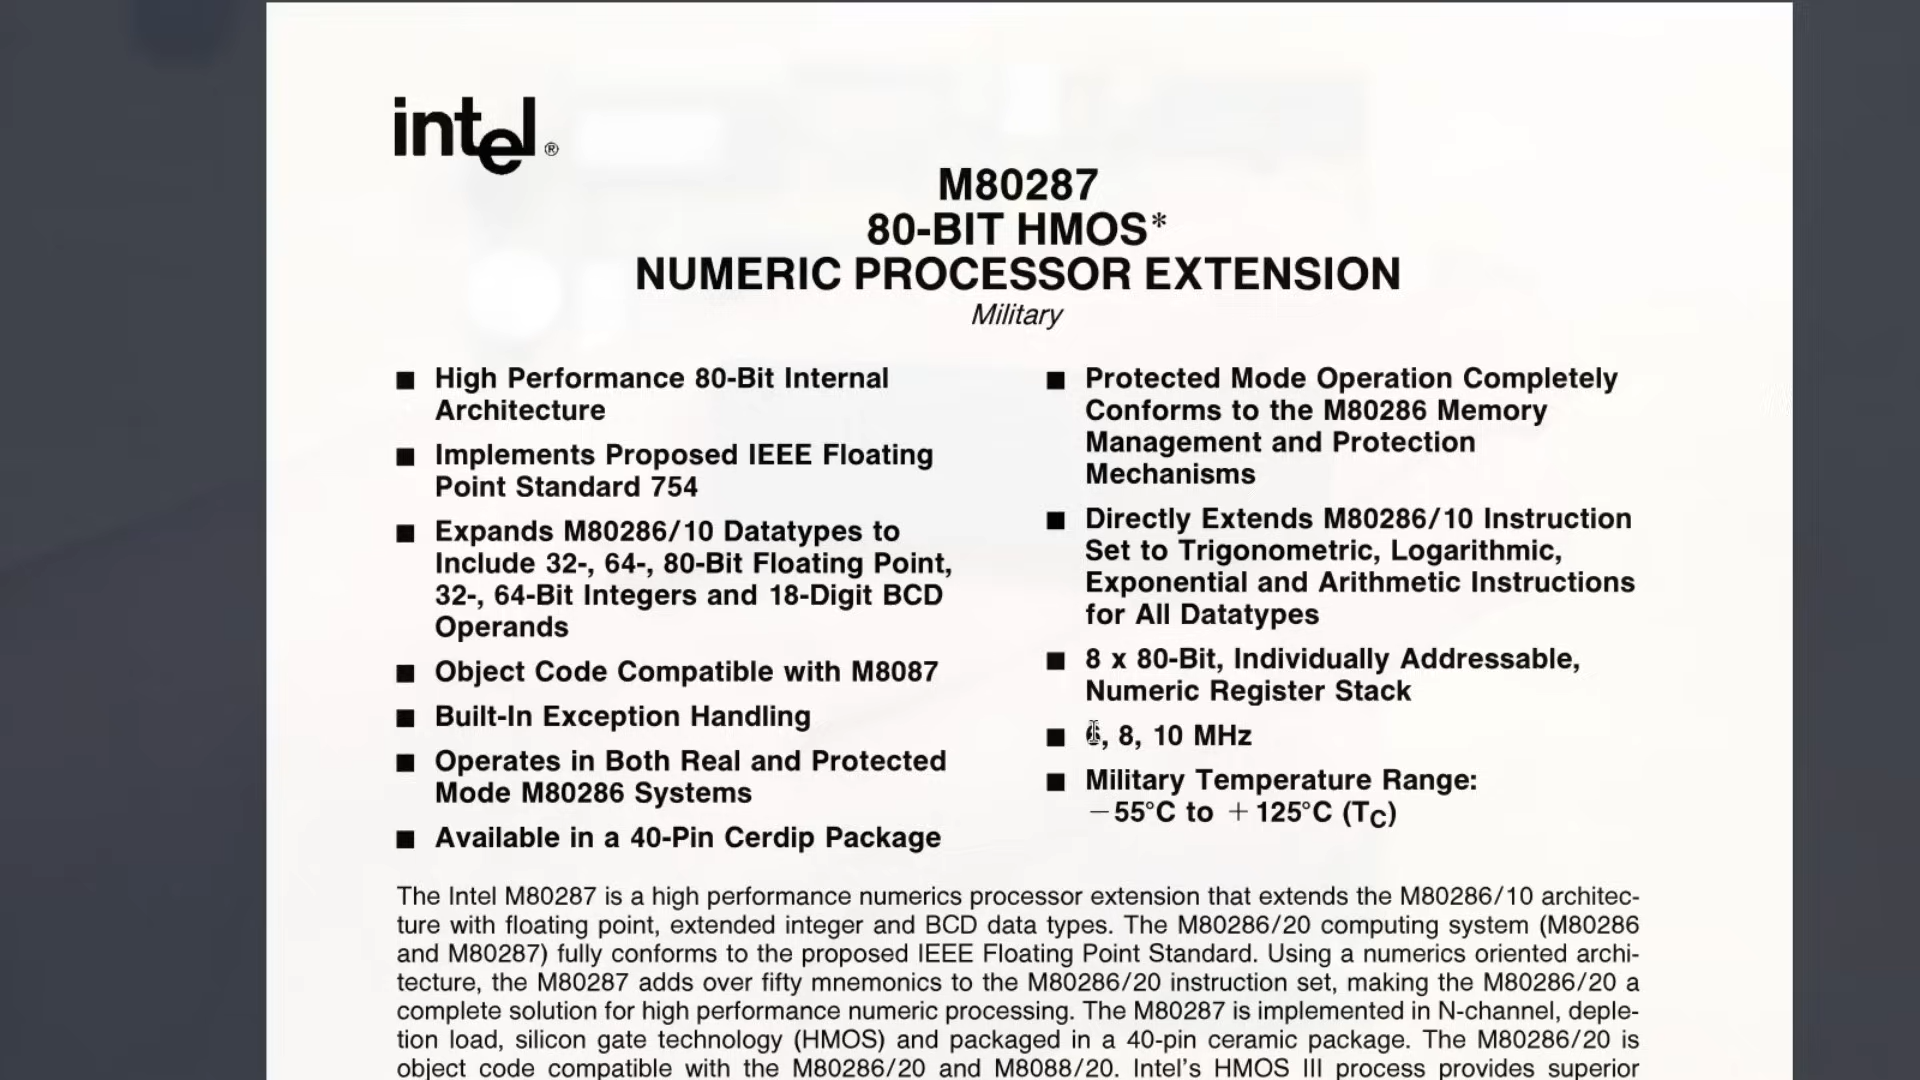 intel®
M80287
80-BIT HMOS*
NUMERIC PROCESSOR EXTENSION
Military
■ High Performance 80-Bit Internal
Architecture
■ Implements Proposed IEEE Floating
Point Standard 754
■ Expands M80286/10 Datatypes to
Include 32-, 64-, 80-Bit Floating Point,
32-, 64-Bit Integers and 18-Digit BCD
Operands
■ Object Code Compatible with M8087
■ Built-In Exception Handling
■ Operates in Both Real and Protected
Mode M80286 Systems
■ Available in a 40-Pin Cerdip Package
■ Protected Mode Operation Completely
Conforms to the M80286 Memory
Management and Protection
Mechanisms
■ Directly Extends M80286/10 Instruction
Set to Trigonometric, Logarithmic,
Exponential and Arithmetic Instructions
for All Datatypes
■ 8 x 80-Bit, Individually Addressable,
Numeric Register Stack
■ 6, 8, 10 MHz
■ Military Temperature Range:
−55°C to +125°C (TC)
The Intel M80287 is a high performance numerics processor extension that extends the M80286/10 architec-
ture with floating point, extended integer and BCD data types. The M80286/20 computing system (M80286
and M80287) fully conforms to the proposed IEEE Floating Point Standard. Using a numerics oriented archi-
tecture, the M80287 adds over fifty mnemonics to the M80286/20 instruction set, making the M80286/20 a
complete solution for high performance numeric processing. The M80287 is implemented in N-channel, deple-
tion load, silicon gate technology (HMOS) and packaged in a 40-pin ceramic package. The M80286/20 is
object code compatible with the M80286/20 and M8088/20. Intel's HMOS III process provides superior